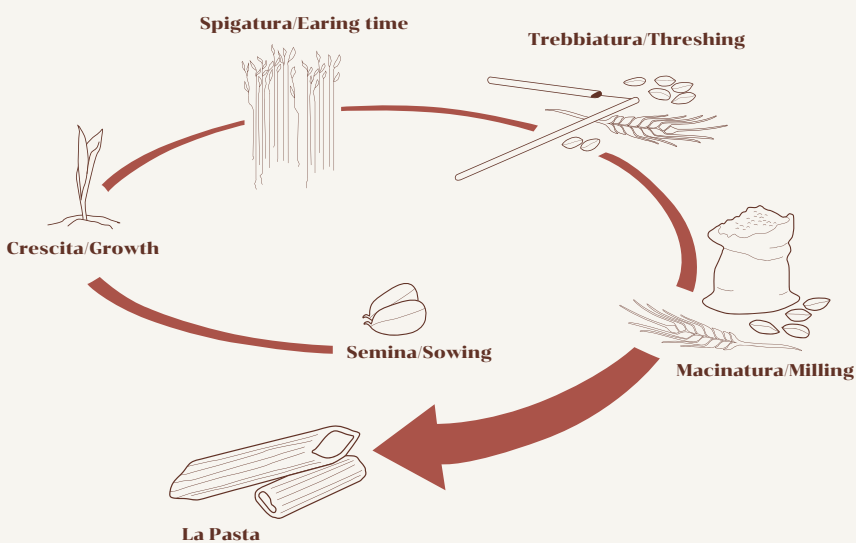 Spigatura/Earing time
Trebbiatura/Threshing
Crescita/Growth
Semina/Sowing
Macinatura/Milling
La Pasta